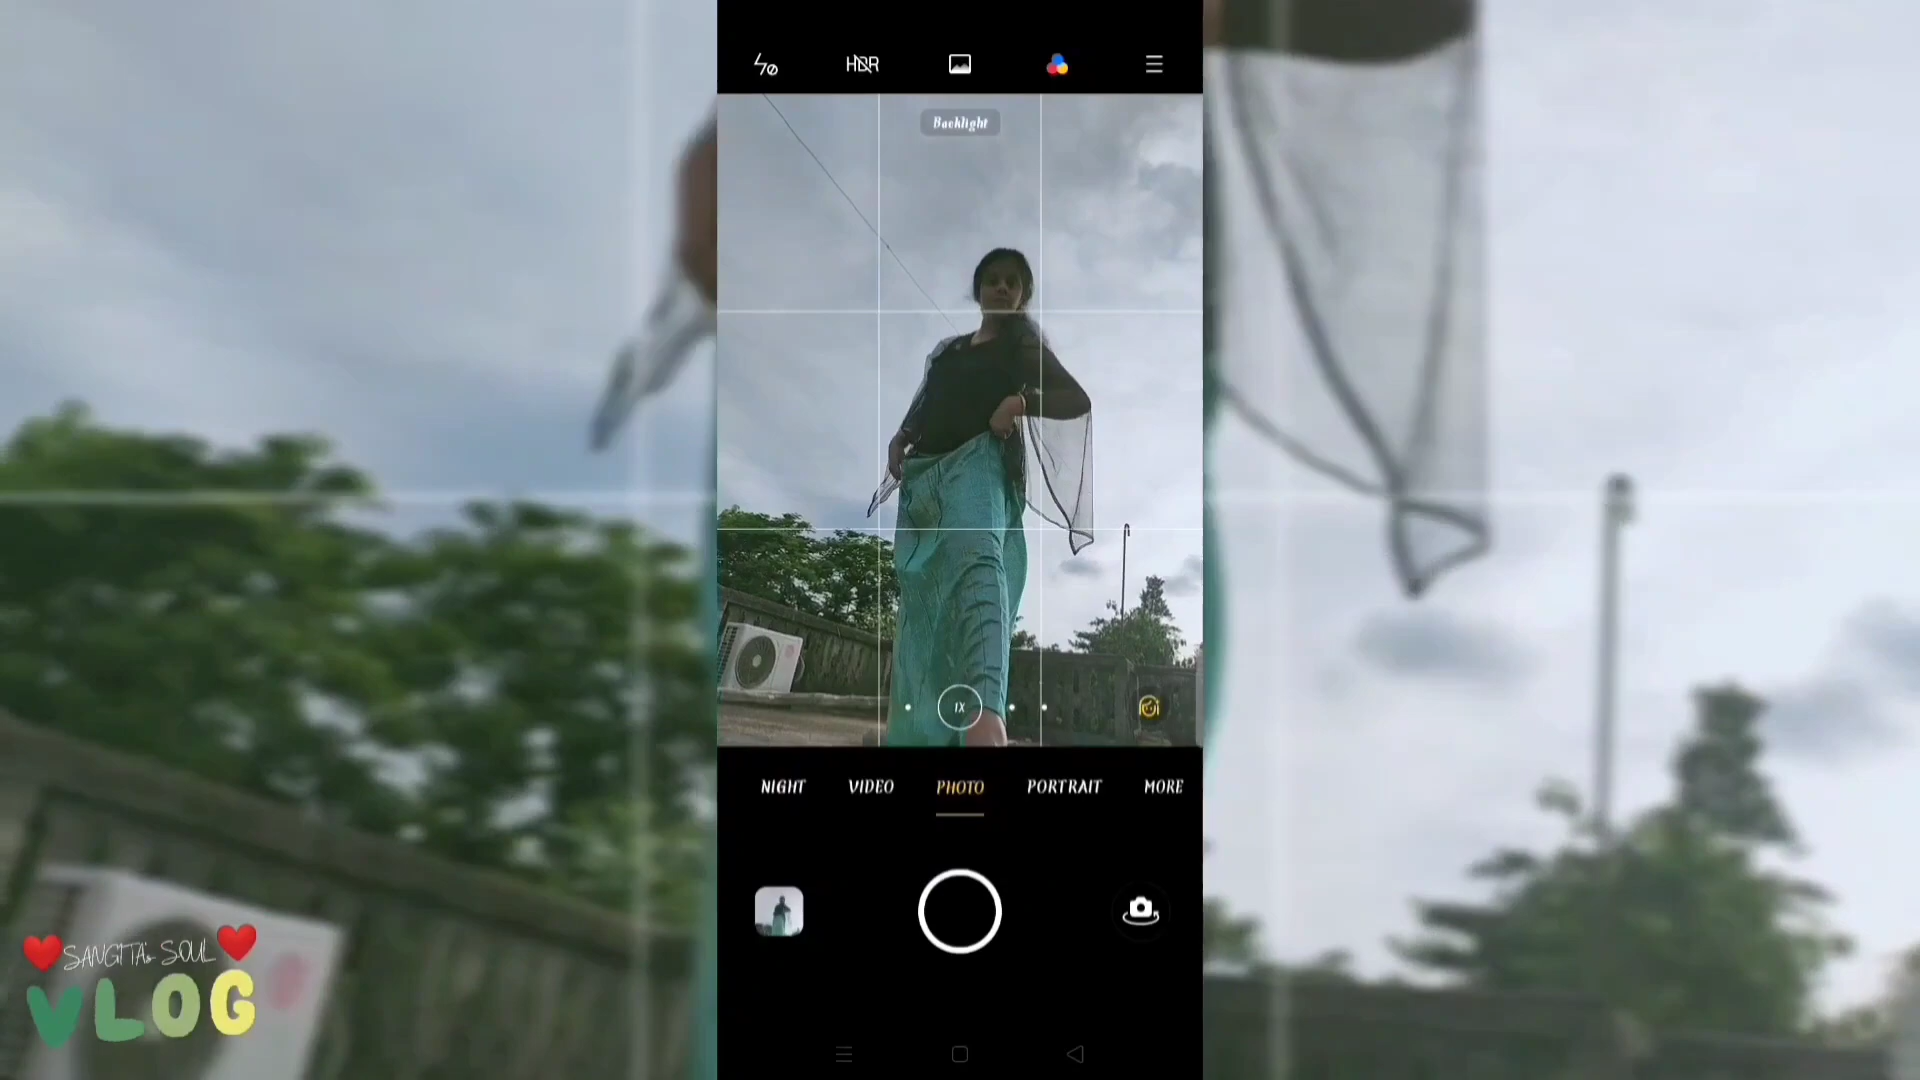 HDR
Backlight
1X
NIGHT VIDEO PHOTO PORTRAIT MORE
SANGITA's SOUL
VLOG